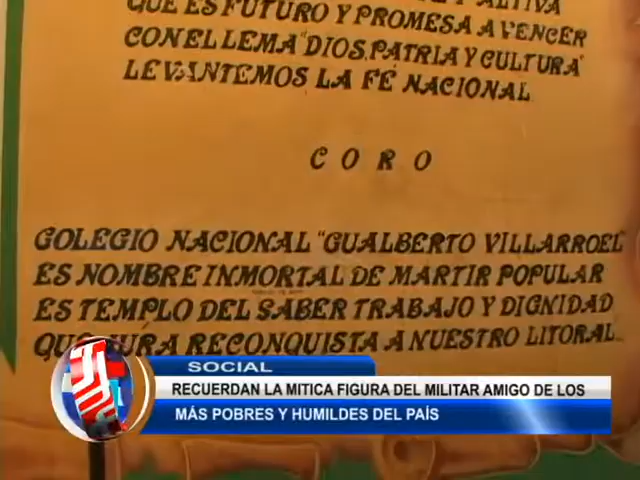 QUE ES FUTURO Y PROMESA A VENCER
CON EL LEMA "DIOS, PATRIA Y CULTURA"
LEVANTEMOS LA FÉ NACIONAL
CORO
COLEGIO NACIONAL "GUALBERTO VILLARROEL
ES NOMBRE INMORTAL DE MARTIR POPULAR
ES TEMPLO DEL SABER TRABAJO Y DIGNIDAD
QUE JURA RECONQUISTA A NUESTRO LITORAL
SOCIAL
RECUERDAN LA MITICA FIGURA DEL MILITAR AMIGO DE LOS
MÁS POBRES Y HUMILDES DEL PAÍS